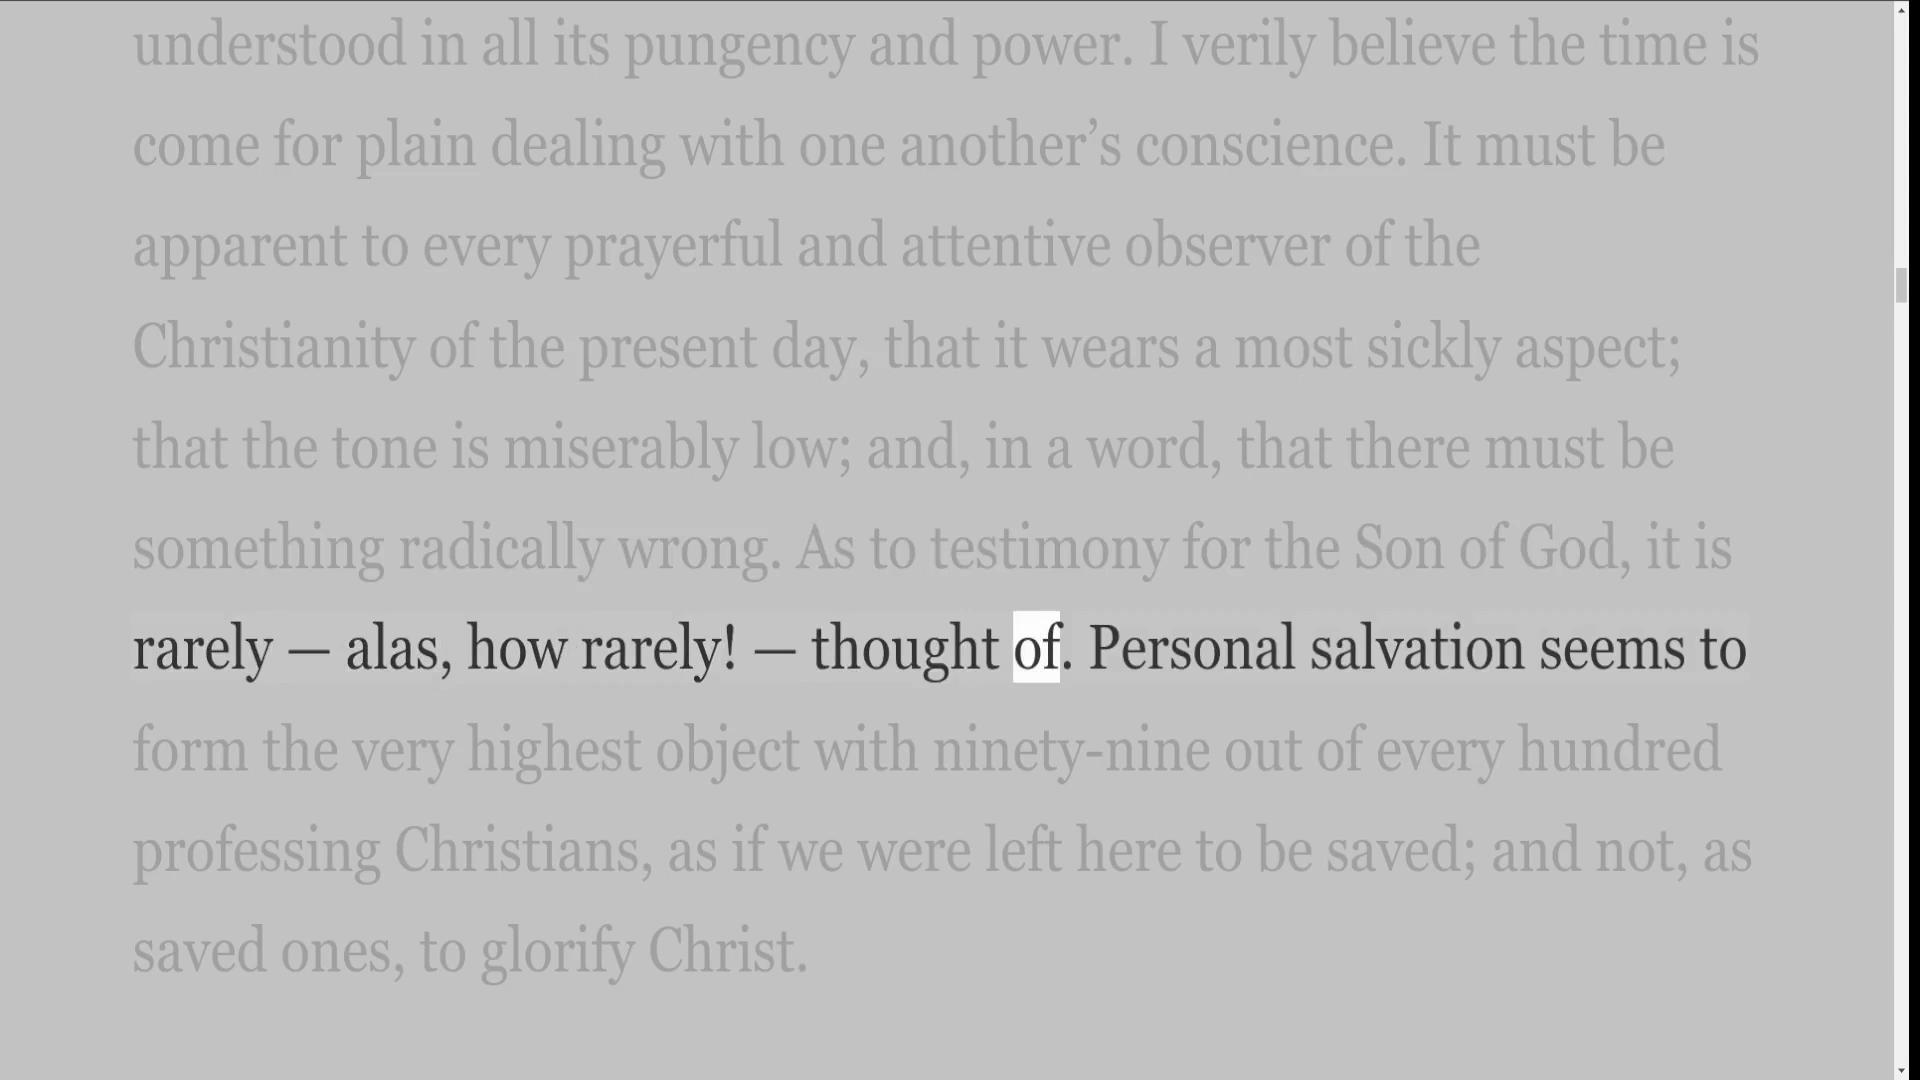 understood in all its pungency and power. I verily believe the time is
come for plain dealing with one another’s conscience. It must be
apparent to every prayerful and attentive observer of the
Christianity of the present day, that it wears a most sickly aspect;
that the tone is miserably low; and, in a word, that there must be
something radically wrong. As to testimony for the Son of God, it is
rarely — alas, how rarely! — thought of. Personal salvation seems to
form the very highest object with ninety-nine out of every hundred
professing Christians, as if we were left here to be saved; and not, as
saved ones, to glorify Christ.